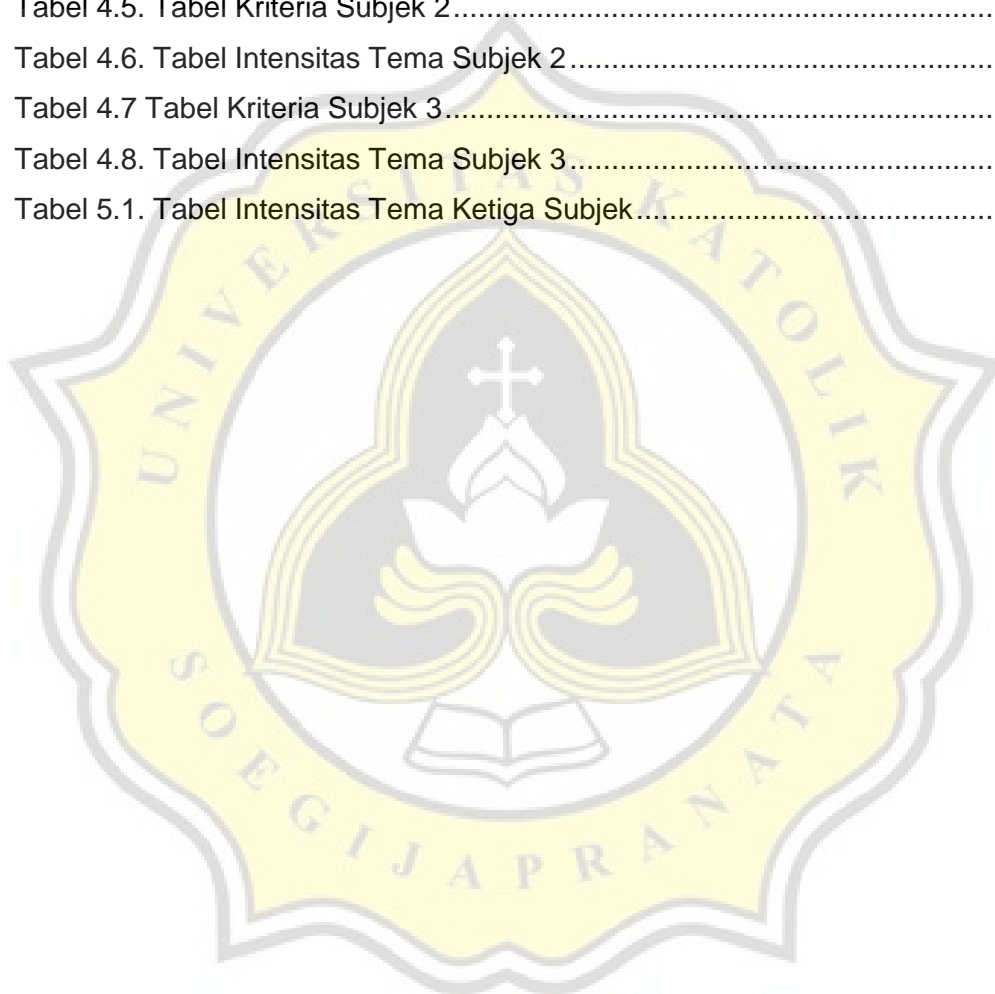 Tabel 4.5. Tabel Kriteria Subjek 2........................................................................
Tabel 4.6. Tabel Intensitas Tema Subjek 2........................................................
Tabel 4.7 Tabel Kriteria Subjek 3.........................................................................
Tabel 4.8. Tabel Intensitas Tema Subjek 3........................................................
Tabel 5.1. Tabel Intensitas Tema Ketiga Subjek................................................
UNIVERSITAS KATOLIK
SOEGIJAPRANATA